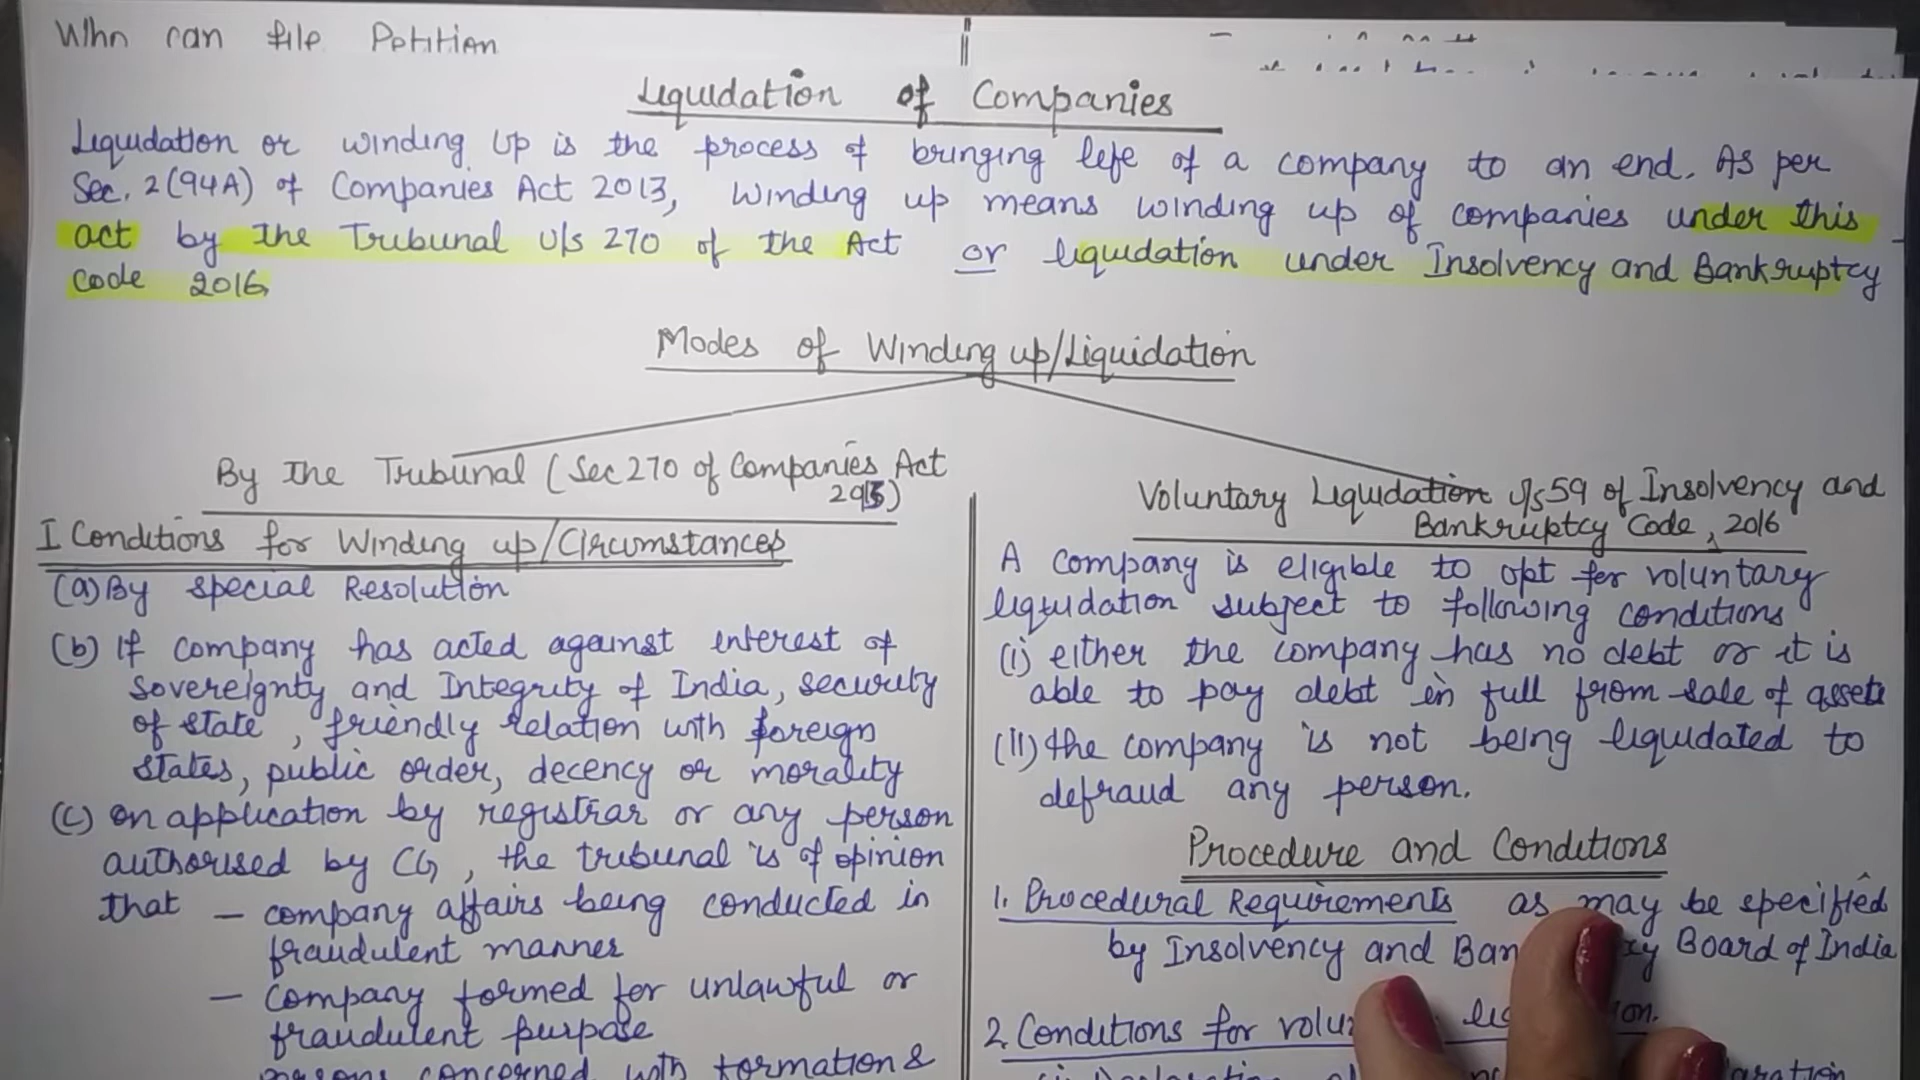 Who can file Petition
Liquidation of Companies
Liquidation or winding up is the process of bringing life of a company to an end. As per
Sec. 2(94A) of Companies Act 2013, winding up means winding up of companies under this
act by the Tribunal U/s 270 of the Act or liquidation under Insolvency and Bankruptcy
Code 2016.
Modes of Winding up/Liquidation
By the Tribunal (Sec 270 of Companies Act
2013)
I Conditions for Winding up/Circumstances
(a) By special Resolution
(b) If company has acted against interest of
sovereignty and Integrity of India, security
of state, friendly relation with foreign
states, public order, decency or morality
(c) on application by registrar or any person
authorised by CG, the tribunal is of opinion
that – company affairs being conducted in
fraudulent manner
– company formed for unlawful or
fraudulent purpose
persons concerned with formation &
Voluntary Liquidation U/s 59 of Insolvency and
Bankruptcy Code, 2016
A company is eligible to opt for voluntary
liquidation subject to following conditions
(i) either the company has no debt or it is
able to pay debt in full from sale of assets
(ii) the company is not being liquidated to
defraud any person.
Procedure and Conditions
1. Procedural Requirements as may be specified
by Insolvency and Ban cy Board of India
2. Conditions for volu liq ion.
(i) Declaration